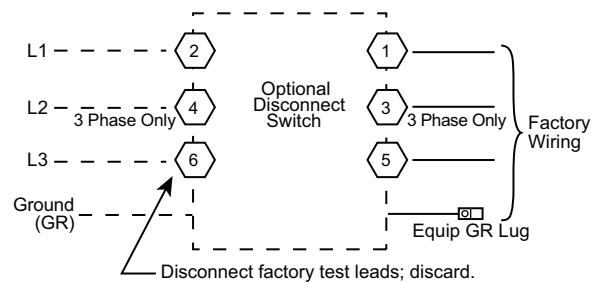 L1
2
1
Optional
Disconnect
Switch
L2
3 Phase Only
4
3
3 Phase Only
Factory
Wiring
L3
6
5
Ground
(GR)
Equip GR Lug
Disconnect factory test leads; discard.